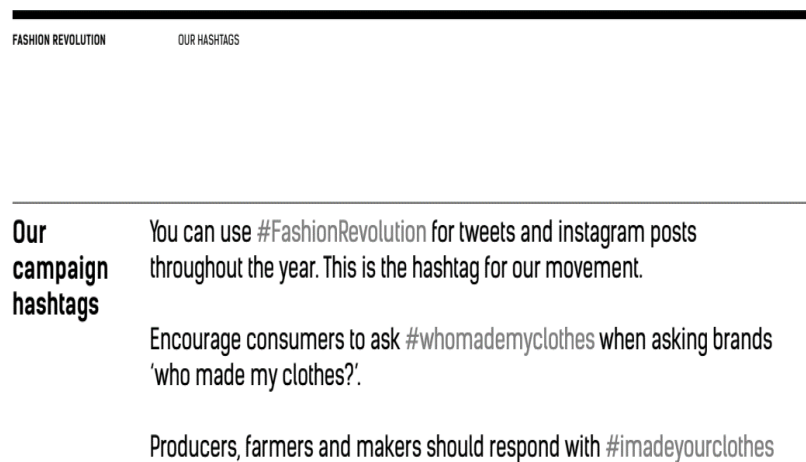 FASHION REVOLUTION OUR HASHTAGS
Our
campaign
hashtags
You can use #FashionRevolution for tweets and instagram posts
throughout the year. This is the hashtag for our movement.
Encourage consumers to ask #whomademyclothes when asking brands
‘who made my clothes?’.
Producers, farmers and makers should respond with #imadeyourclothes